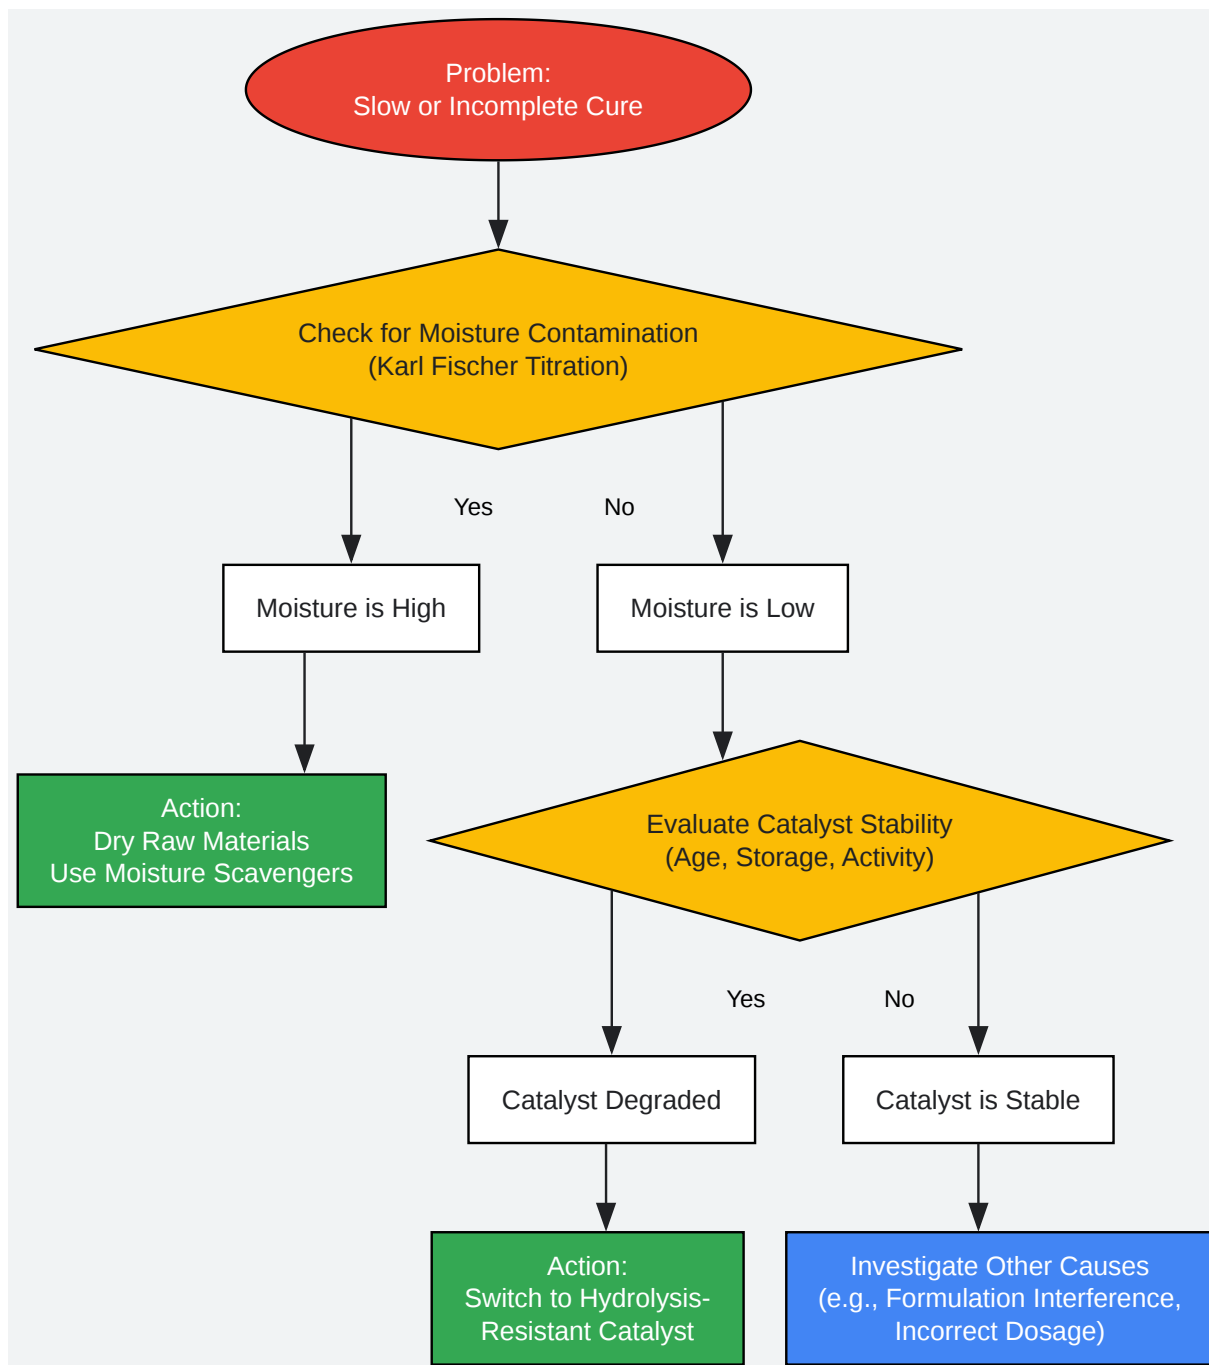 Problem:
Slow or Incomplete Cure
Check for Moisture Contamination
(Karl Fischer Titration)
Yes
No
Moisture is High
Moisture is Low
Action:
Dry Raw Materials
Use Moisture Scavengers
Evaluate Catalyst Stability
(Age, Storage, Activity)
Yes
No
Catalyst Degraded
Catalyst is Stable
Action:
Switch to Hydrolysis-
Resistant Catalyst
Investigate Other Causes
(e.g., Formulation Interference,
Incorrect Dosage)